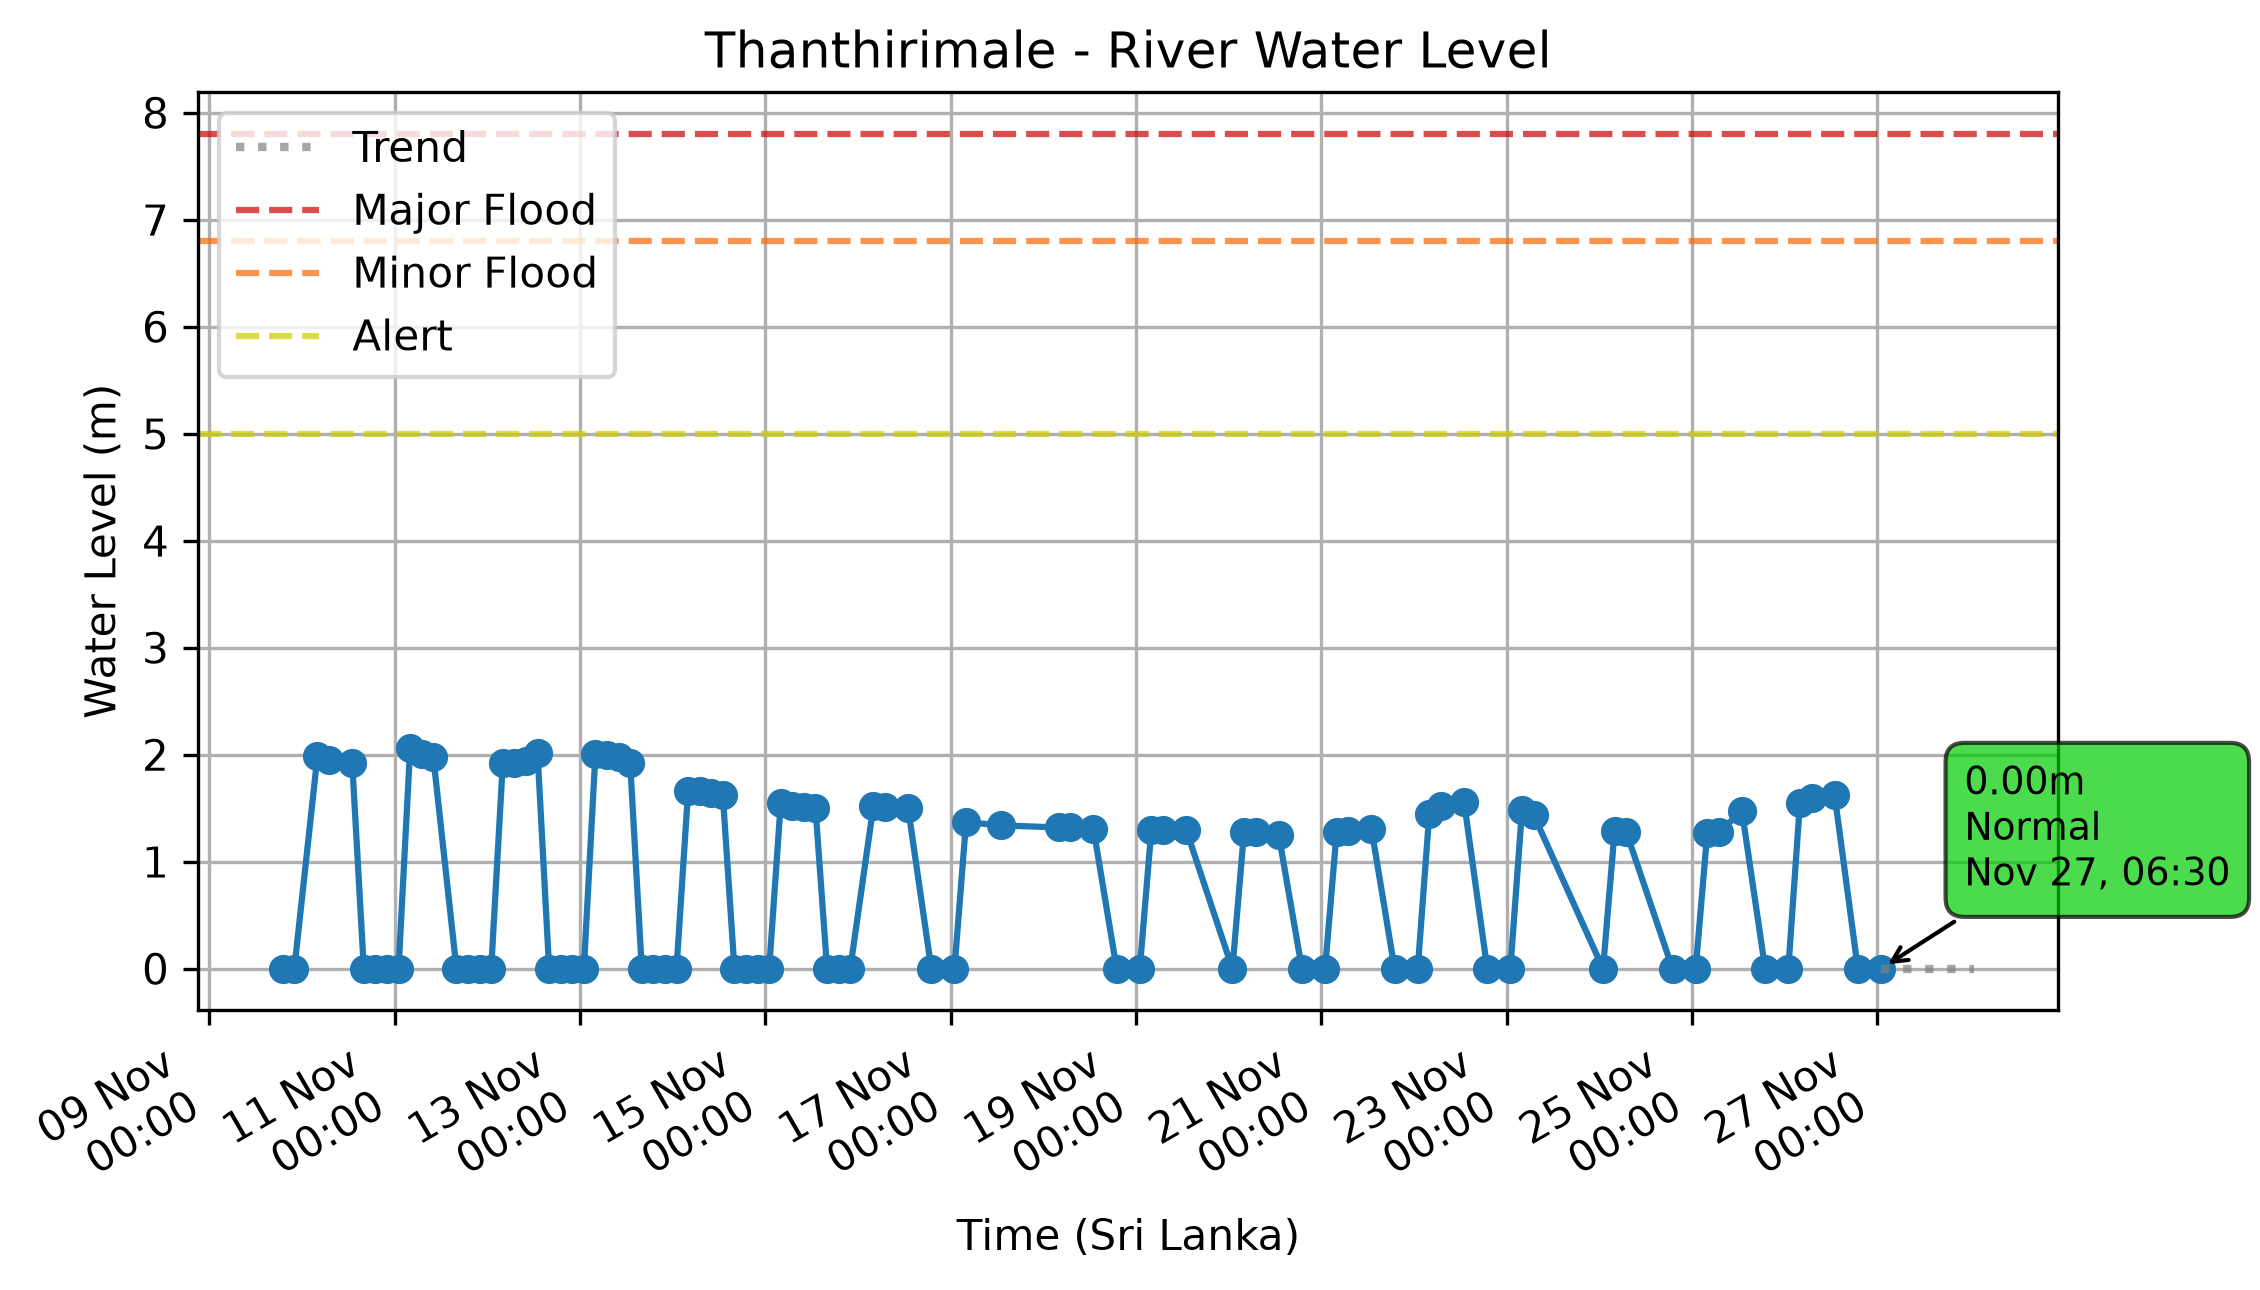 Thanthirimale - River Water Level
8
7
6
5
4
3
2
1
0
Water Level (m)
Trend
Major Flood
Minor Flood
Alert
0.00m
Normal
Nov 27, 06:30
09 Nov
00:00
11 Nov
00:00
13 Nov
00:00
15 Nov
00:00
17 Nov
00:00
19 Nov
00:00
21 Nov
00:00
23 Nov
00:00
25 Nov
00:00
27 Nov
00:00
Time (Sri Lanka)